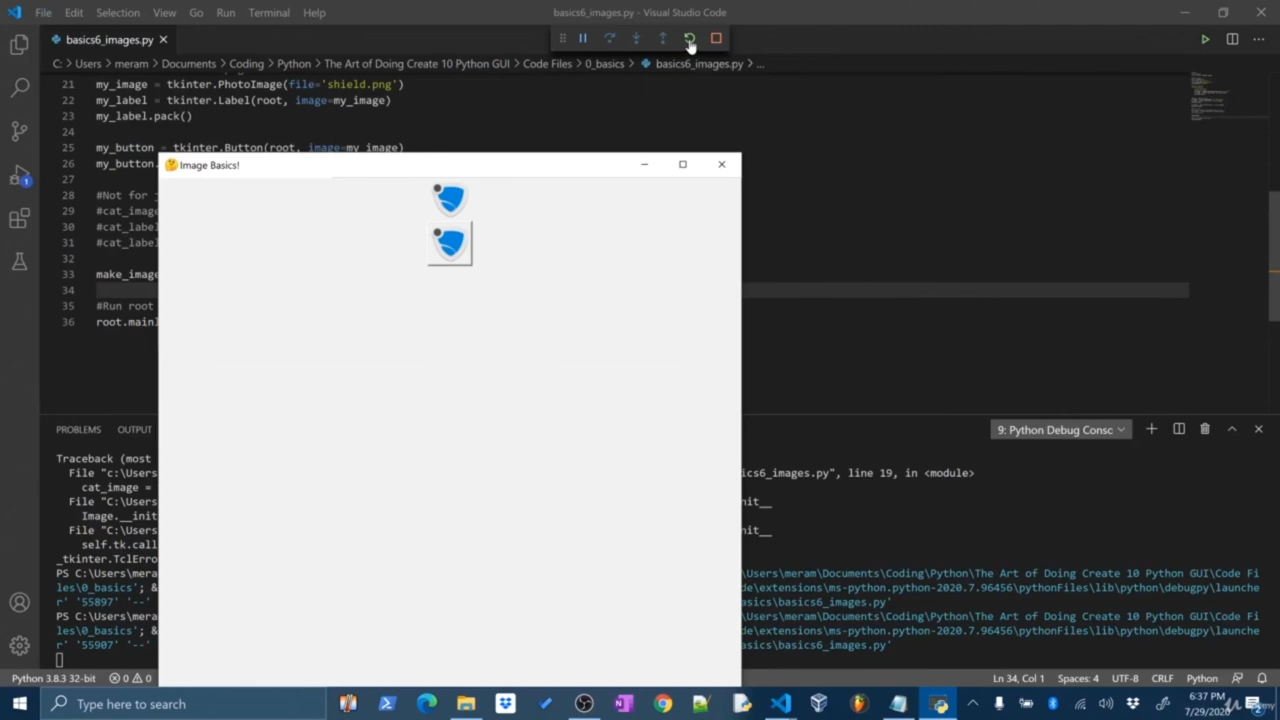 File Edit Selection View Go Run Terminal Help basics6_images.py - Visual Studio Code
basics6_images.py
C: > Users > meram > Documents > Coding > Python > The Art of Doing Create 10 Python GUI > Code Files > 0_basics > basics6_images.py > ...
21 my_image = tkinter.PhotoImage(file='shield.png')
22 my_label = tkinter.Label(root, image=my_image)
23 my_label.pack()
24
25 my_button = tkinter.Button(root, image=my_image)
26 my_button.
27
28 #Not for
29 #cat_image
30 #cat_label
31 #cat_label
32
33 make_image
34
35 #Run root
36 root.mainl
Image Basics!
PROBLEMS OUTPUT 9: Python Debug Consc
Traceback (most
File "c:\Users ics6_images.py", line 19, in <module>
cat_image =
File "C:\Users nit__
Image.__init
File "C:\Users nit__
self.tk.call
_tkinter.TclErro
PS C:\Users\mera \Users\meram\Documents\Coding\Python\The Art of Doing Create 10 Python GUI\Code Fi
les\0_basics'; & de\extensions\ms-python.python-2020.7.96456\pythonFiles\lib\python\debugpy\launche
r' '55897' '--' asics\basics6_images.py'
PS C:\Users\mera \Users\meram\Documents\Coding\Python\The Art of Doing Create 10 Python GUI\Code Fi
les\0_basics'; & de\extensions\ms-python.python-2020.7.96456\pythonFiles\lib\python\debugpy\launche
r' '55907' '--' asics\basics6_images.py'
Python 3.8.3 32-bit 0 0 Ln 34, Col 1 Spaces: 4 UTF-8 CRLF Python
Type here to search
6:37 PM
7/29/2020